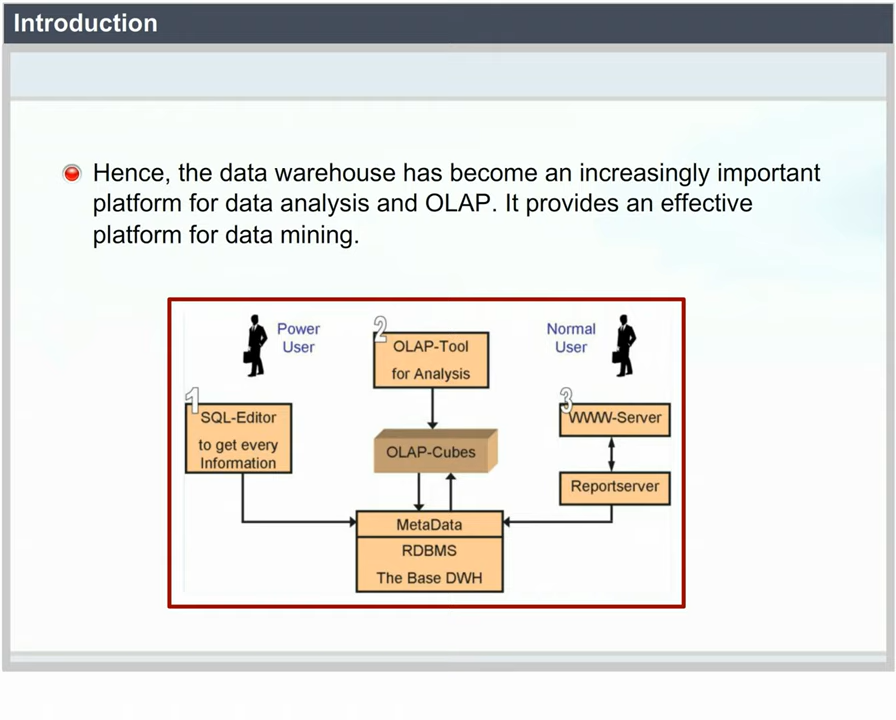 Introduction
Hence, the data warehouse has become an increasingly important
platform for data analysis and OLAP. It provides an effective
platform for data mining.
Power
User
2
OLAP-Tool
for Analysis
Normal
User
1
SQL-Editor
to get every
Information
OLAP-Cubes
3
WWW-Server
Reportserver
MetaData
RDBMS
The Base DWH